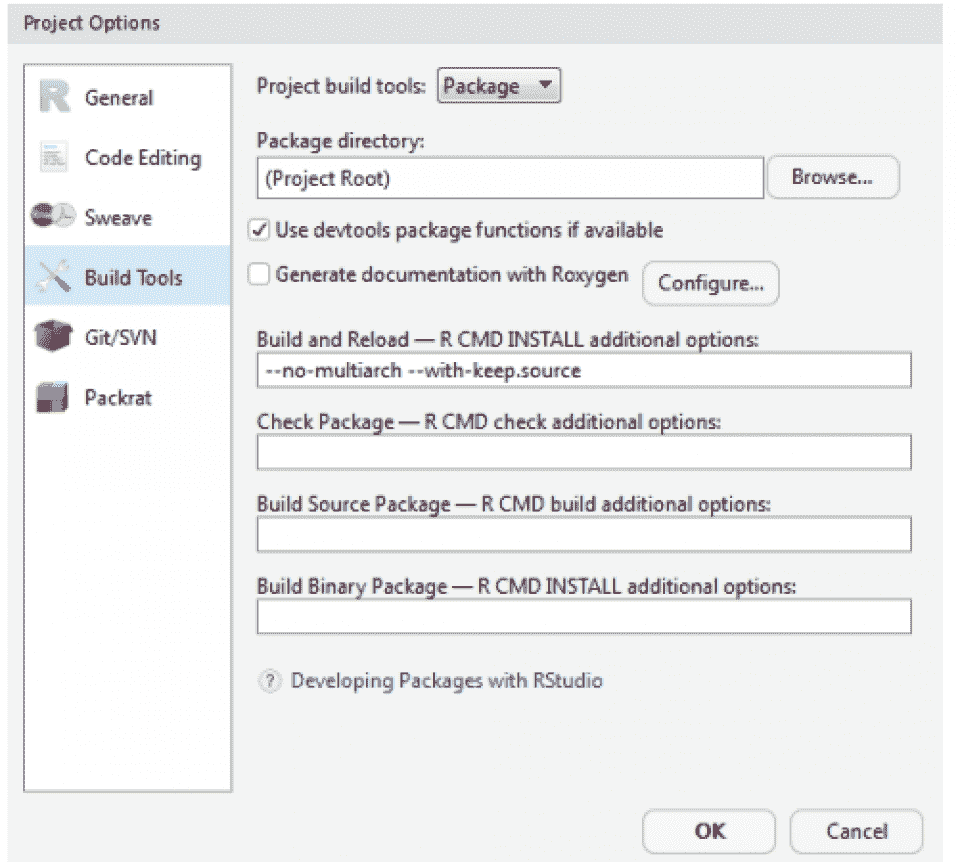 Project Options
General
Code Editing
Sweave
Build Tools
Git/SVN
Packrat
Project build tools: Package
Package directory:
(Project Root) Browse...
Use devtools package functions if available
Generate documentation with Roxygen Configure...
Build and Reload — R CMD INSTALL additional options:
--no-multiarch --with-keep.source
Check Package — R CMD check additional options:
Build Source Package — R CMD build additional options:
Build Binary Package — R CMD INSTALL additional options:
? Developing Packages with RStudio
OK Cancel